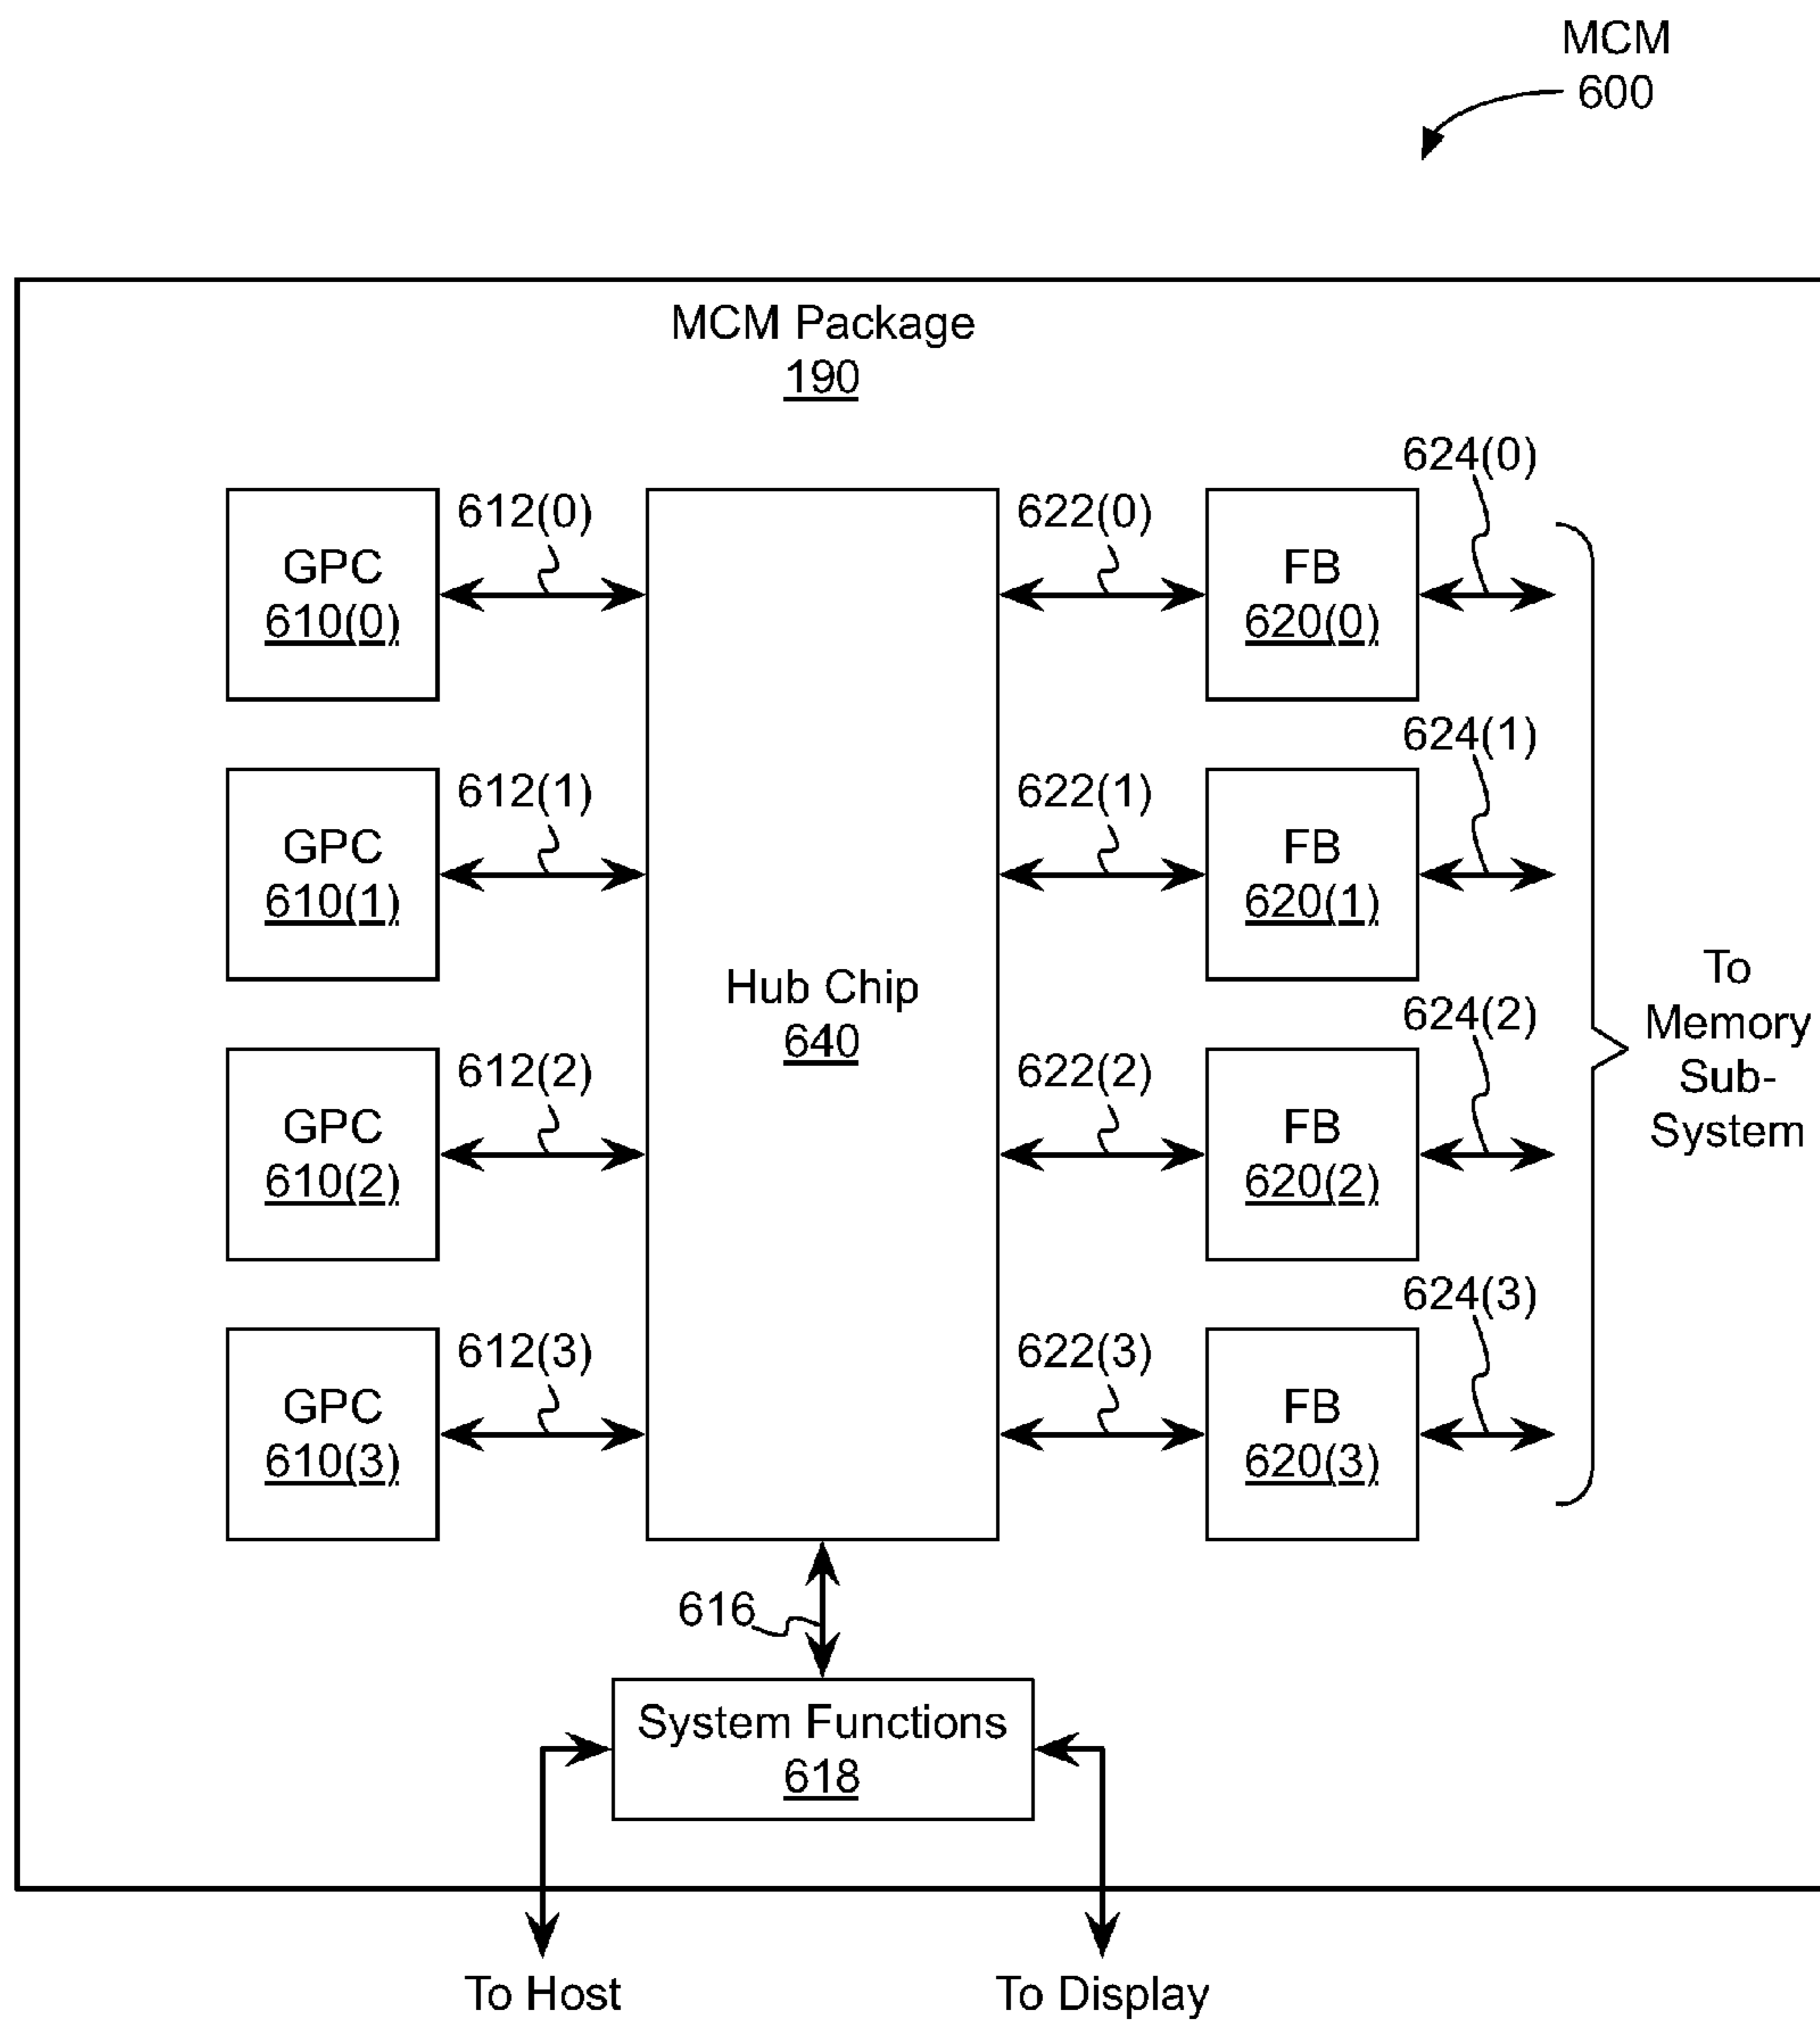 MCM
600
MCM Package
190
624(0)
612(0)
622(0)
GPC
610(0)
FB
620(0)
624(1)
612(1)
622(1)
GPC
610(1)
FB
620(1)
Hub Chip
640
To
Memory
Sub-
System
624(2)
612(2)
622(2)
GPC
610(2)
FB
620(2)
624(3)
612(3)
622(3)
GPC
610(3)
FB
620(3)
616
System Functions
618
To Host
To Display